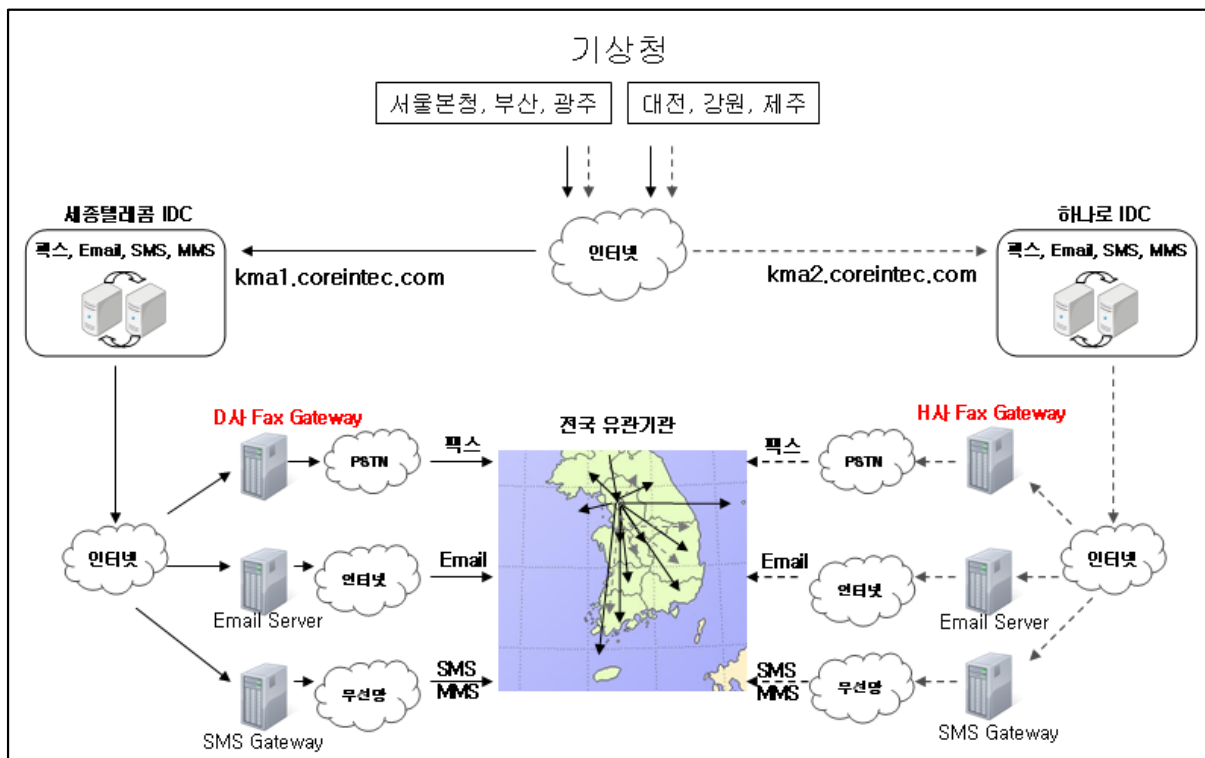 기상청
서울본청, 부산, 광주
대전, 강원, 제주
세종텔레콤 IDC
하나로 IDC
팩스, Email, SMS, MMS
인터넷
팩스, Email, SMS, MMS
kma1.coreintec.com
kma2.coreintec.com
D사 Fax Gateway
전국 유관기관
H사 Fax Gateway
PSTN
팩스
팩스
PSTN
인터넷
인터넷
Email
Email
인터넷
인터넷
Email Server
Email Server
무선망
SMS
MMS
SMS
MMS
무선망
SMS Gateway
SMS Gateway